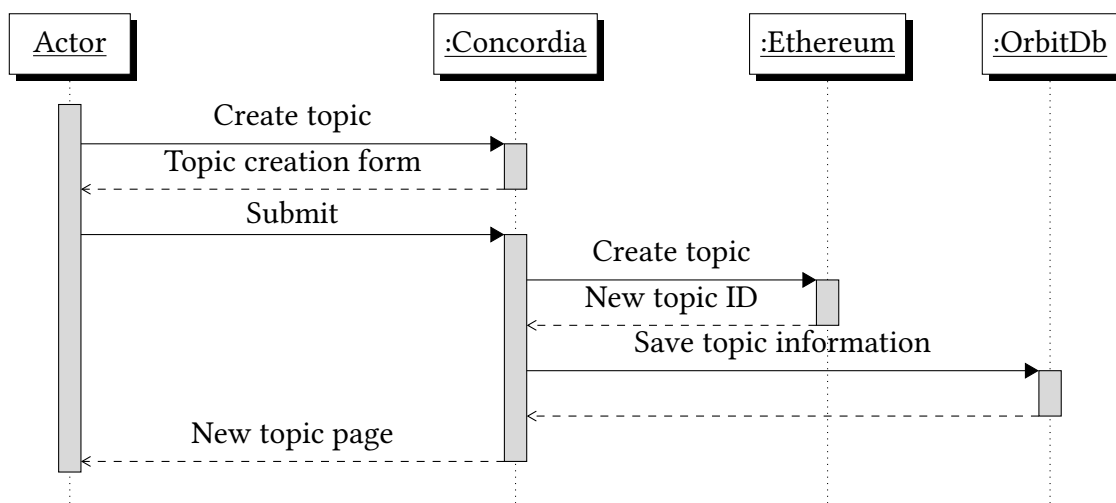 Actor
:Concordia
:Ethereum
:OrbitDb
Create topic
Topic creation form
Submit
Create topic
New topic ID
Save topic information
New topic page